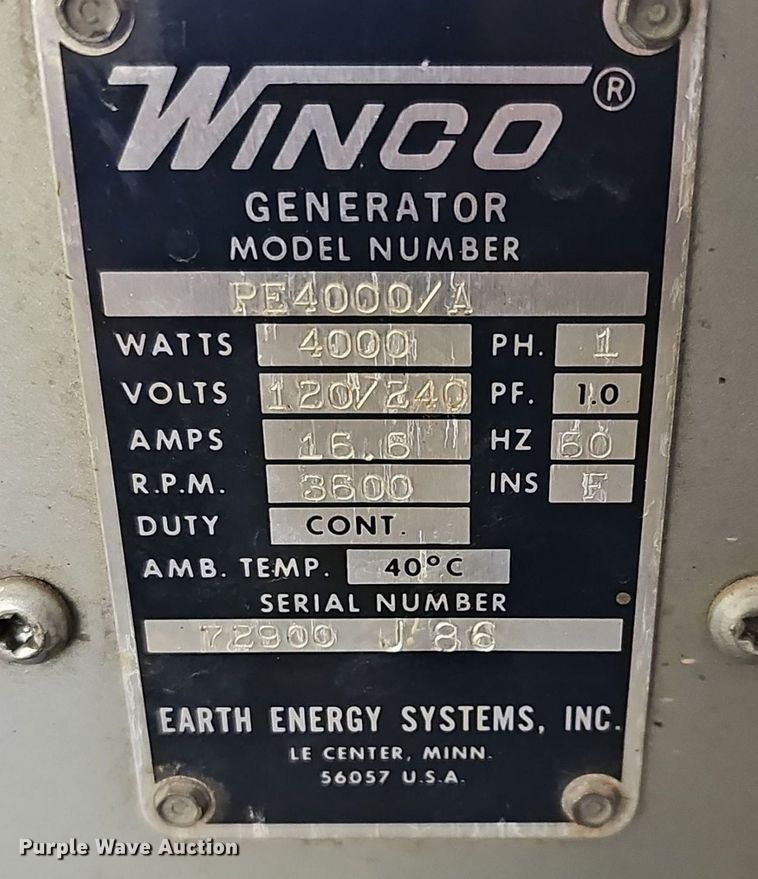 WINCO®
GENERATOR
MODEL NUMBER
PE4000/A
WATTS 4000 PH. 1
VOLTS 120/240 PF. 1.0
AMPS 16.6 HZ 60
R.P.M. 3600 INS F
DUTY CONT.
AMB. TEMP. 40°C
SERIAL NUMBER
72900 J 86
EARTH ENERGY SYSTEMS, INC.
LE CENTER, MINN.
56057 U.S.A.
Purple Wave Auction